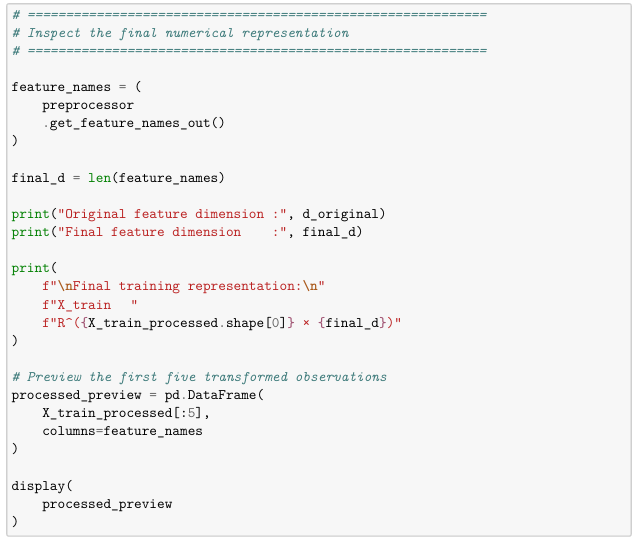 # ============================================================
# Inspect the final numerical representation
# ============================================================

feature_names = (
    preprocessor
    .get_feature_names_out()
)

final_d = len(feature_names)

print("Original feature dimension :", d_original)
print("Final feature dimension    :", final_d)

print(
    f"\nFinal training representation:\n"
    f"X_train   "
    f"R^({X_train_processed.shape[0]} × {final_d})"
)

# Preview the first five transformed observations
processed_preview = pd.DataFrame(
    X_train_processed[:5],
    columns=feature_names
)

display(
    processed_preview
)